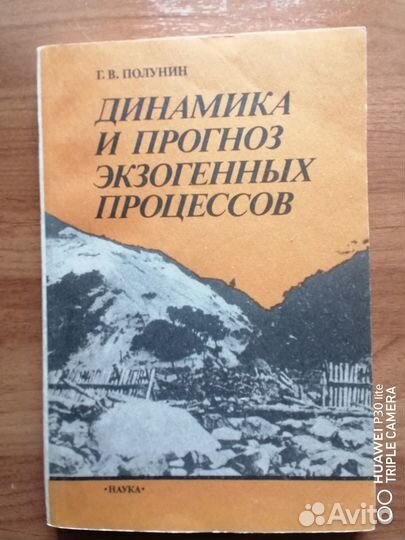 Г. В. ПОЛУНИН
ДИНАМИКА
И ПРОГНОЗ
ЭКЗОГЕННЫХ
ПРОЦЕССОВ
·НАУКА·
HUAWEI P30 lite
TRIPLE CAMERA
Avito